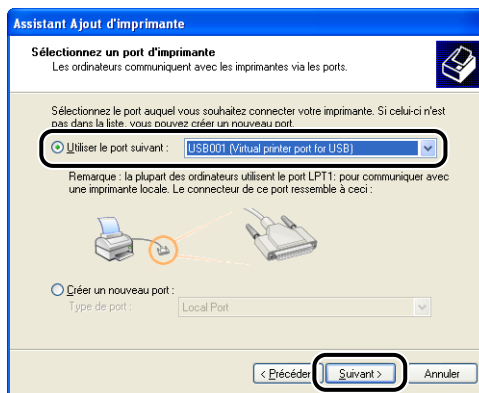 Assistant Ajout d'imprimante
Sélectionnez un port d'imprimante
Les ordinateurs communiquent avec les imprimantes via les ports.
Sélectionnez le port auquel vous souhaitez connecter votre imprimante. Si celui-ci n'est
pas dans la liste, vous pouvez créer un nouveau port.
Utiliser le port suivant : USB001 (Virtual printer port for USB)
Remarque : la plupart des ordinateurs utilisent le port LPT1: pour communiquer avec
une imprimante locale. Le connecteur de ce port ressemble à ceci :
Créer un nouveau port :
Type de port : Local Port
< Précéder Suivant > Annuler